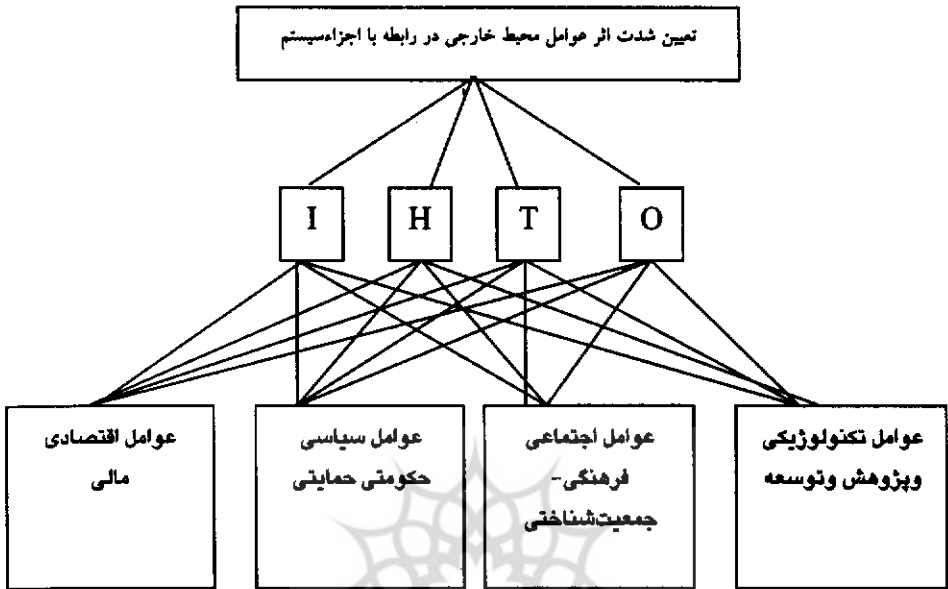 تعیین شدت اثر عوامل محیط خارجی در رابطه با اجزاءسیستم
I H T O
عوامل اقتصادی
مالی
عوامل سیاسی
حکومتی حمایتی
عوامل اجتماعی
فرهنگی-
جمعیت‌شناختی
عوامل تکنولوژیکی
وپژوهش وتوسعه